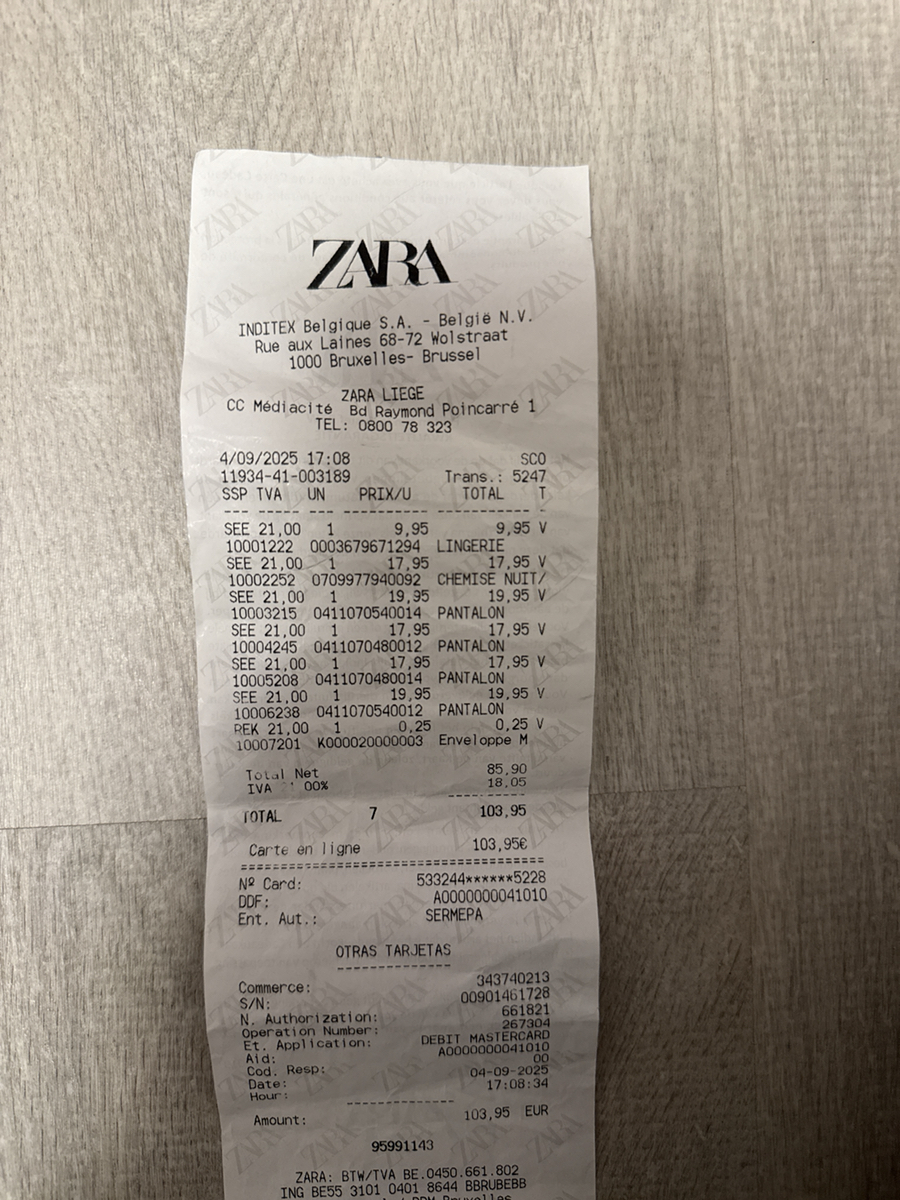 ZARA
INDITEX Belgique S.A. - België N.V.
Rue aux Laines 68-72 Wolstraat
1000 Bruxelles- Brussel
ZARA LIEGE
CC Médiacité Bd Raymond Poincarré 1
TEL: 0800 78 323
4/09/2025 17:08 SCO
11934-41-003189 Trans.: 5247
SSP TVA UN PRIX/U TOTAL T
SEE 21,00 1 9,95 9,95 V
10001222 0003679671294 LINGERIE
SEE 21,00 1 17,95 17,95 V
10002252 0709977940092 CHEMISE NUIT/
SEE 21,00 1 19,95 19,95 V
10003215 0411070540014 PANTALON
SEE 21,00 1 17,95 17,95 V
10004245 0411070480012 PANTALON
SEE 21,00 1 17,95 17,95 V
10005208 0411070480014 PANTALON
SEE 21,00 1 19,95 19,95 V
10006238 0411070540012 PANTALON
REK 21,00 1 0,25 0,25 V
10007201 K000020000003 Enveloppe M
Total Net 85,90
IVA 00% 18,05
TOTAL 7 103,95
Carte en ligne 103,95€
Nº Card: 533244******5228
DDF: A0000000041010
Ent. Aut.: SERMEPA
OTRAS TARJETAS
Commerce: 343740213
S/N: 00901461728
N. Authorization: 661821
Operation Number: 267304
Et. Application: DEBIT MASTERCARD
Aid: A0000000041010
Cod. Resp: 00
Date: 04-09-2025
Hour: 17:08:34
Amount: 103,95 EUR
95991143
ZARA: BTW/TVA BE.0450.661.802
ING BE55 3101 0401 8644 BBRUBEBB